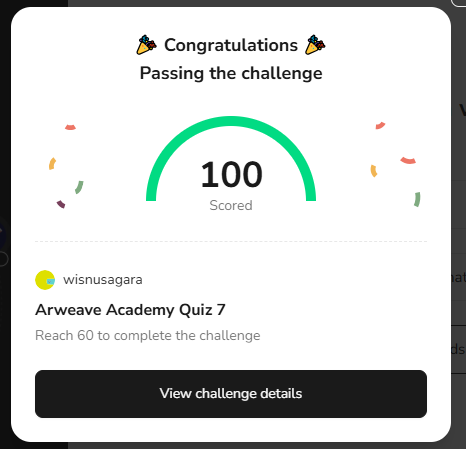 Congratulations
Passing the challenge
100
Scored
wisnusagara
Arweave Academy Quiz 7
Reach 60 to complete the challenge
View challenge details